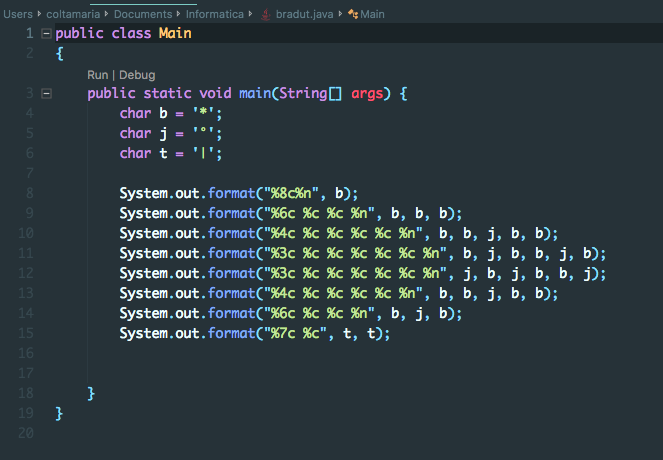 Users › coltamaria › Documents › Informatica › bradut.java › Main
1 public class Main
2 {
Run | Debug
3 public static void main(String[] args) {
4 char b = '*';
5 char j = '°';
6 char t = '|';
7
8 System.out.format("%8c%n", b);
9 System.out.format("%6c %c %c %n", b, b, b);
10 System.out.format("%4c %c %c %c %c %n", b, b, j, b, b);
11 System.out.format("%3c %c %c %c %c %c %n", b, j, b, b, j, b);
12 System.out.format("%3c %c %c %c %c %c %n", j, b, j, b, b, j);
13 System.out.format("%4c %c %c %c %c %n", b, b, j, b, b);
14 System.out.format("%6c %c %c %n", b, j, b);
15 System.out.format("%7c %c", t, t);
16
17
18 }
19 }
20